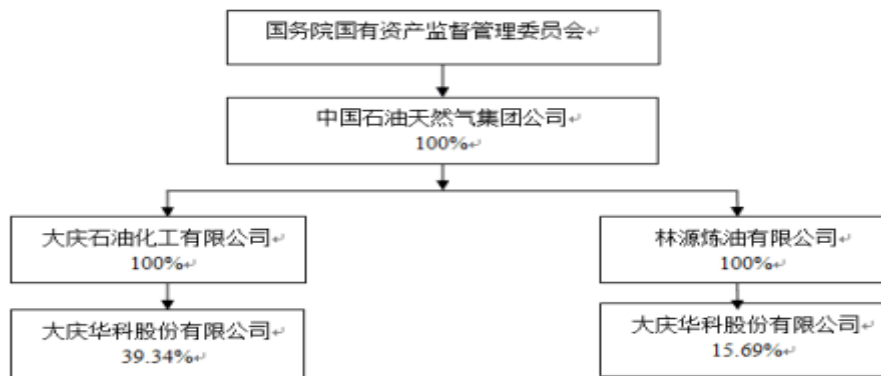 国务院国有资产监督管理委员会↵
中国石油天然气集团公司↵
100%↵
大庆石油化工有限公司↵
100%↵
林源炼油有限公司↵
100%↵
大庆华科股份有限公司↵
39.34%↵
大庆华科股份有限公司↵
15.69%↵